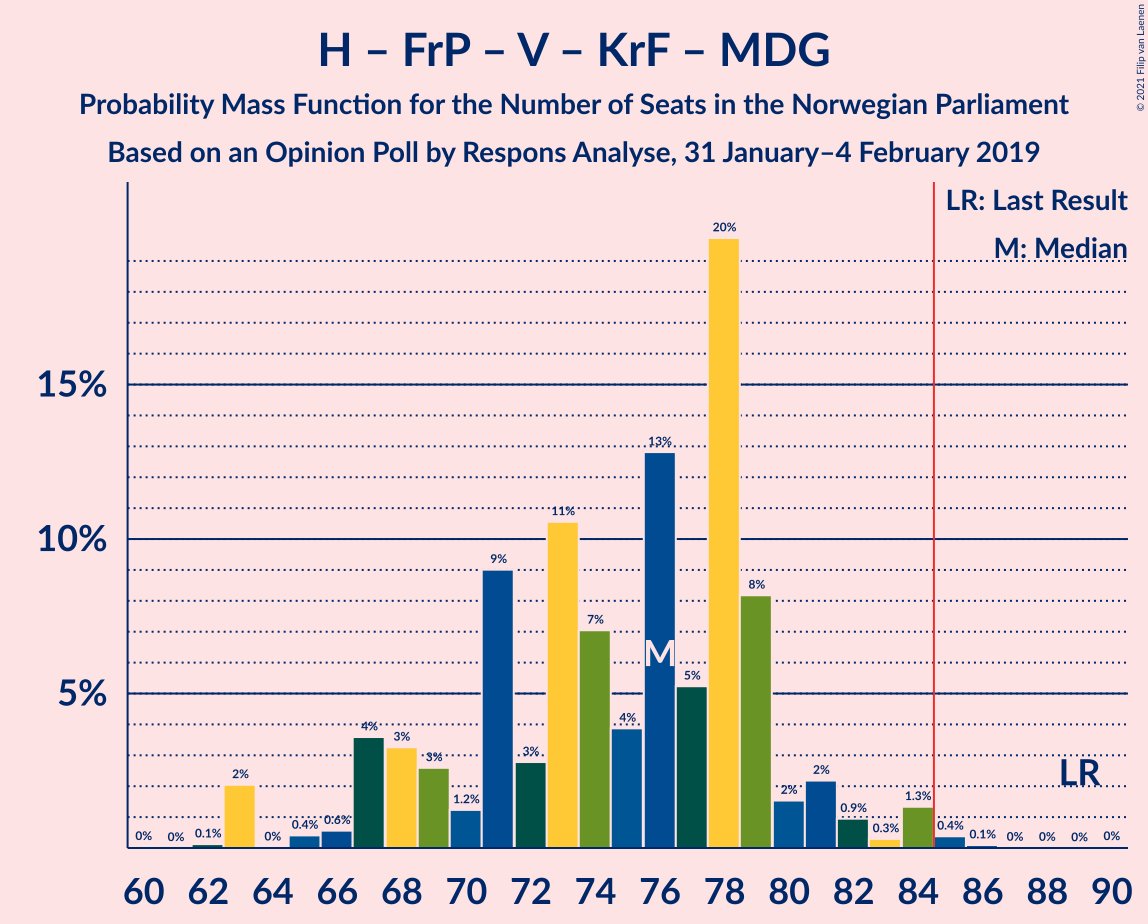 H – FrP – V – KrF – MDG
Probability Mass Function for the Number of Seats in the Norwegian Parliament
Based on an Opinion Poll by Respons Analyse, 31 January–4 February 2019
© 2021 Filip van Laenen
LR: Last Result
M: Median
15%
10%
5%
0% 0% 0.1% 2% 0% 0.4% 0.6% 4% 3% 3% 1.2% 9% 3% 11% 7% 4% 13% 5% 20% 8% 2% 2% 0.9% 0.3% 1.3% 0.4% 0.1% 0% 0% 0% 0%
M
LR
60 62 64 66 68 70 72 74 76 78 80 82 84 86 88 90